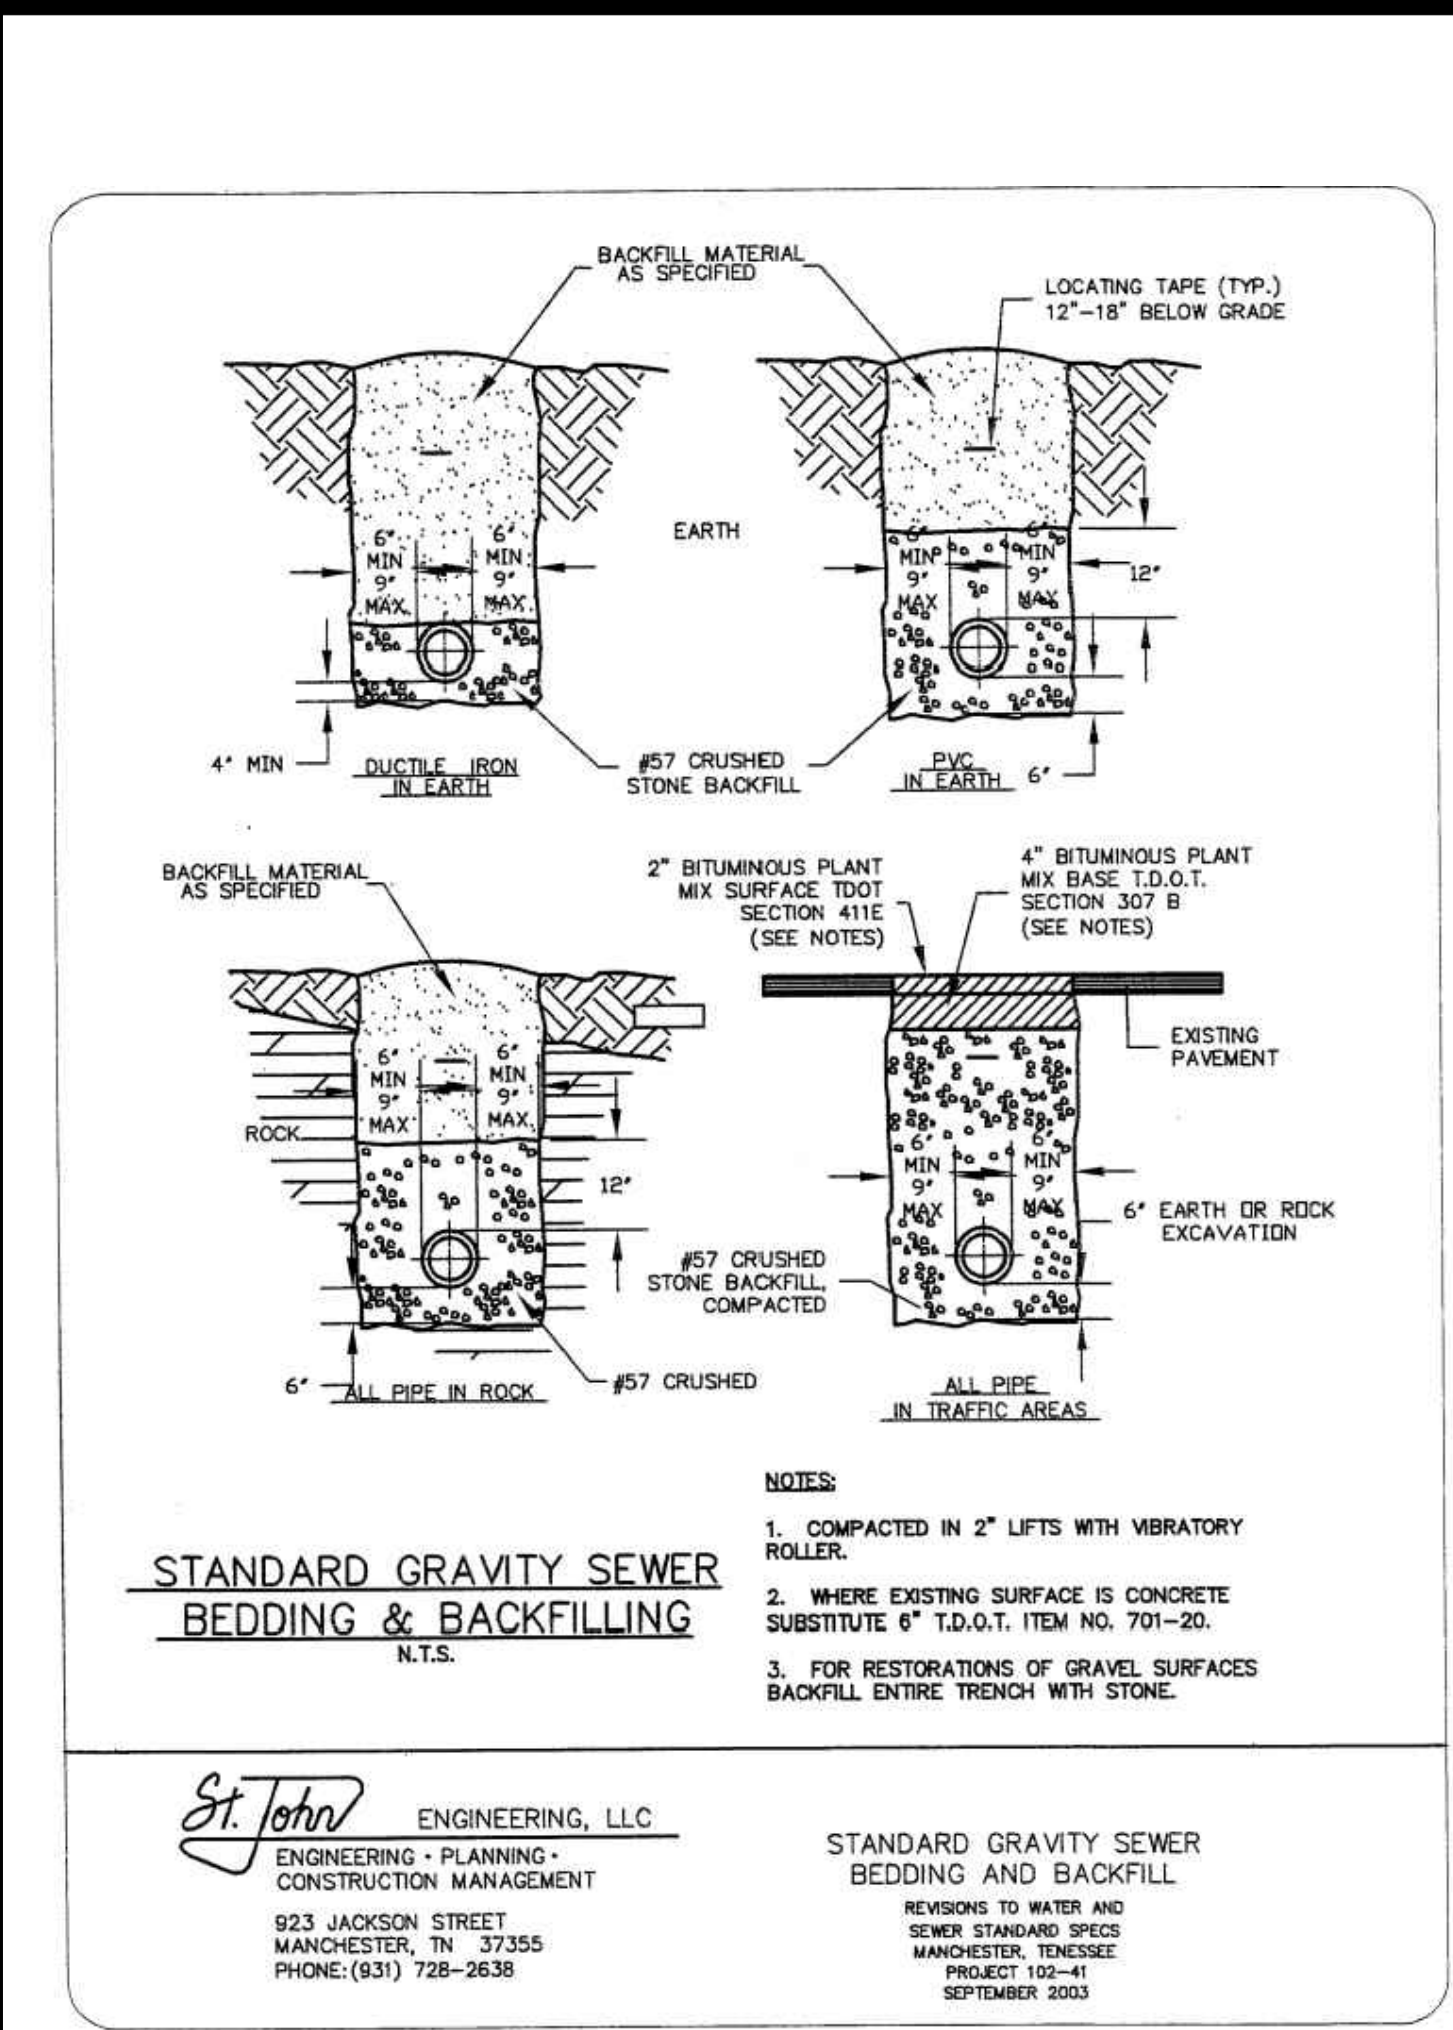 BACKFILL MATERIAL
AS SPECIFIED
LOCATING TAPE (TYP.)
12"-18" BELOW GRADE
6"
MIN
9"
MAX
6"
MIN
9"
MAX
EARTH
6"
MIN
9"
MAX
6"
MIN
9"
MAX
12"
4" MIN
DUCTILE IRON
IN EARTH
#57 CRUSHED
STONE BACKFILL
PVC
IN EARTH
6"
BACKFILL MATERIAL
AS SPECIFIED
2" BITUMINOUS PLANT
MIX SURFACE TDOT
SECTION 411E
(SEE NOTES)
4" BITUMINOUS PLANT
MIX BASE T.D.O.T.
SECTION 307 B
(SEE NOTES)
EXISTING
PAVEMENT
6"
MIN
9"
MAX
6"
MIN
9"
MAX
ROCK
12"
6"
MIN
9"
MAX
6"
MIN
9"
MAX
6" EARTH OR ROCK
EXCAVATION
#57 CRUSHED
STONE BACKFILL,
COMPACTED
6"
ALL PIPE IN ROCK
#57 CRUSHED
ALL PIPE
IN TRAFFIC AREAS
NOTES:
1. COMPACTED IN 2" LIFTS WITH VIBRATORY
ROLLER.
2. WHERE EXISTING SURFACE IS CONCRETE
SUBSTITUTE 6" T.D.O.T. ITEM NO. 701-20.
3. FOR RESTORATIONS OF GRAVEL SURFACES
BACKFILL ENTIRE TRENCH WITH STONE.
STANDARD GRAVITY SEWER
BEDDING & BACKFILLING
N.T.S.
St. John ENGINEERING, LLC
ENGINEERING • PLANNING •
CONSTRUCTION MANAGEMENT
923 JACKSON STREET
MANCHESTER, TN 37355
PHONE:(931) 728-2638
STANDARD GRAVITY SEWER
BEDDING AND BACKFILL
REVISIONS TO WATER AND
SEWER STANDARD SPECS
MANCHESTER, TENESSEE
PROJECT 102-41
SEPTEMBER 2003